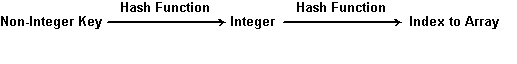 Hash Function Hash Function
Non-Integer Key Integer Index to Array